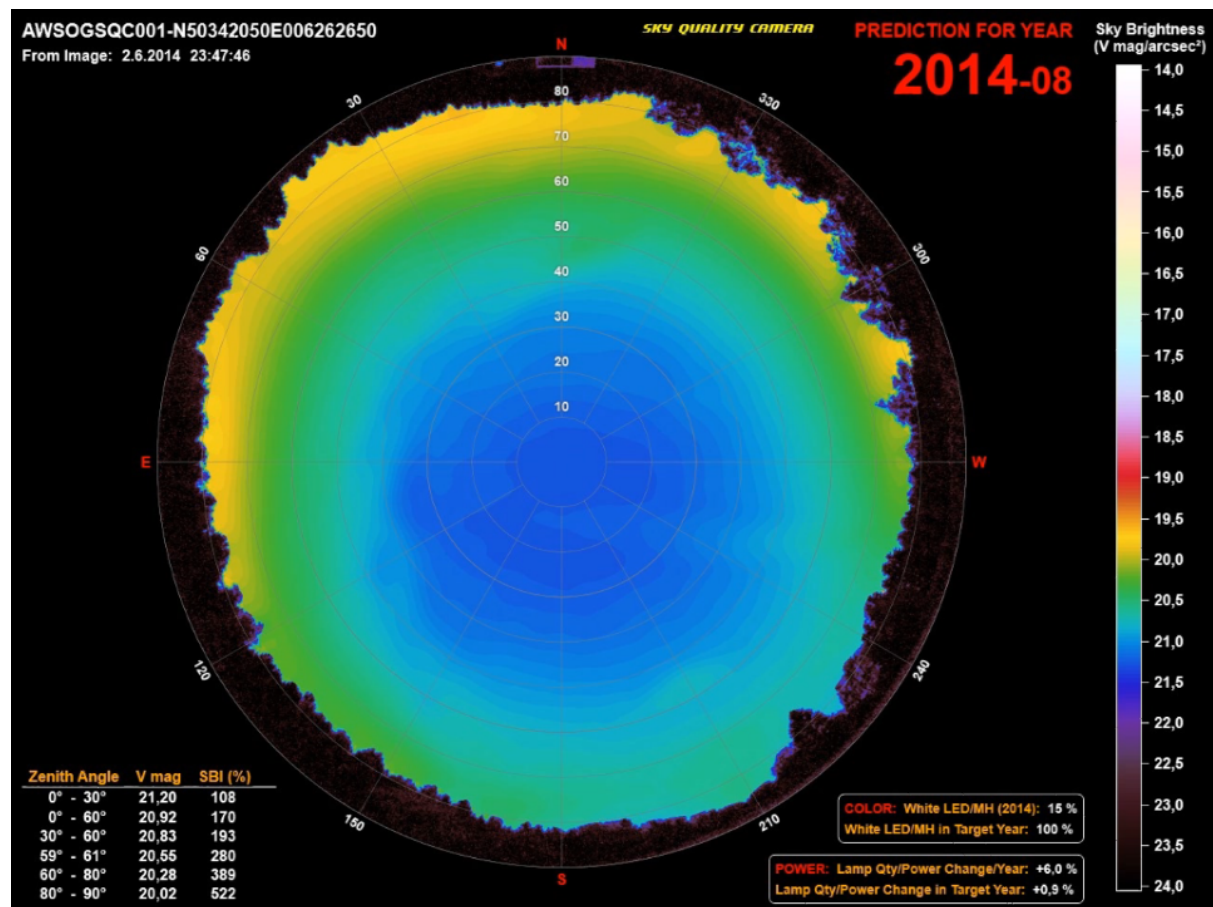 AWSOGSQC001-N50342050E006262650
From Image: 2.6.2014 23:47:46
SKY QUALITY CAMERA
PREDICTION FOR YEAR
2014-08
Sky Brightness
(V mag/arcsec²)
14,0
14,5
15,0
15,5
16,0
16,5
17,0
17,5
18,0
18,5
19,0
19,5
20,0
20,5
21,0
21,5
22,0
22,5
23,0
23,5
24,0
N
330
300
W
240
210
S
150
120
E
60
30
80
70
60
50
40
30
20
10
Zenith Angle V mag SBI (%)
0° - 30° 21,20 108
0° - 60° 20,92 170
30° - 60° 20,83 193
59° - 61° 20,55 280
60° - 80° 20,28 389
80° - 90° 20,02 522
COLOR: White LED/MH (2014): 15 %
White LED/MH in Target Year: 100 %
POWER: Lamp Qty/Power Change/Year: +6,0 %
Lamp Qty/Power Change in Target Year: +0,9 %